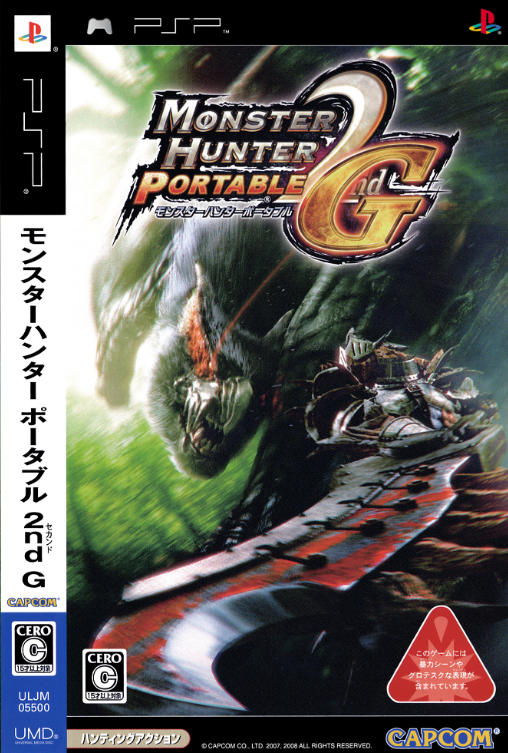 PSP
™
®
PSP
®
モンスターハンター ポータブル 2nd G
セカンド
CAPCOM®
CERO
C
15才以上対象
ULJM
05500
UMD®
UNIVERSAL MEDIA DISC
MONSTER
HUNTER
PORTABLE 2nd G
®
モンスターハンターポータブル
CERO
C
15才以上対象
このゲームには
暴力シーンや
グロテスクな表現が
含まれています。
ハンティングアクション
© CAPCOM CO., LTD. 2007, 2008 ALL RIGHTS RESERVED.
CAPCOM®